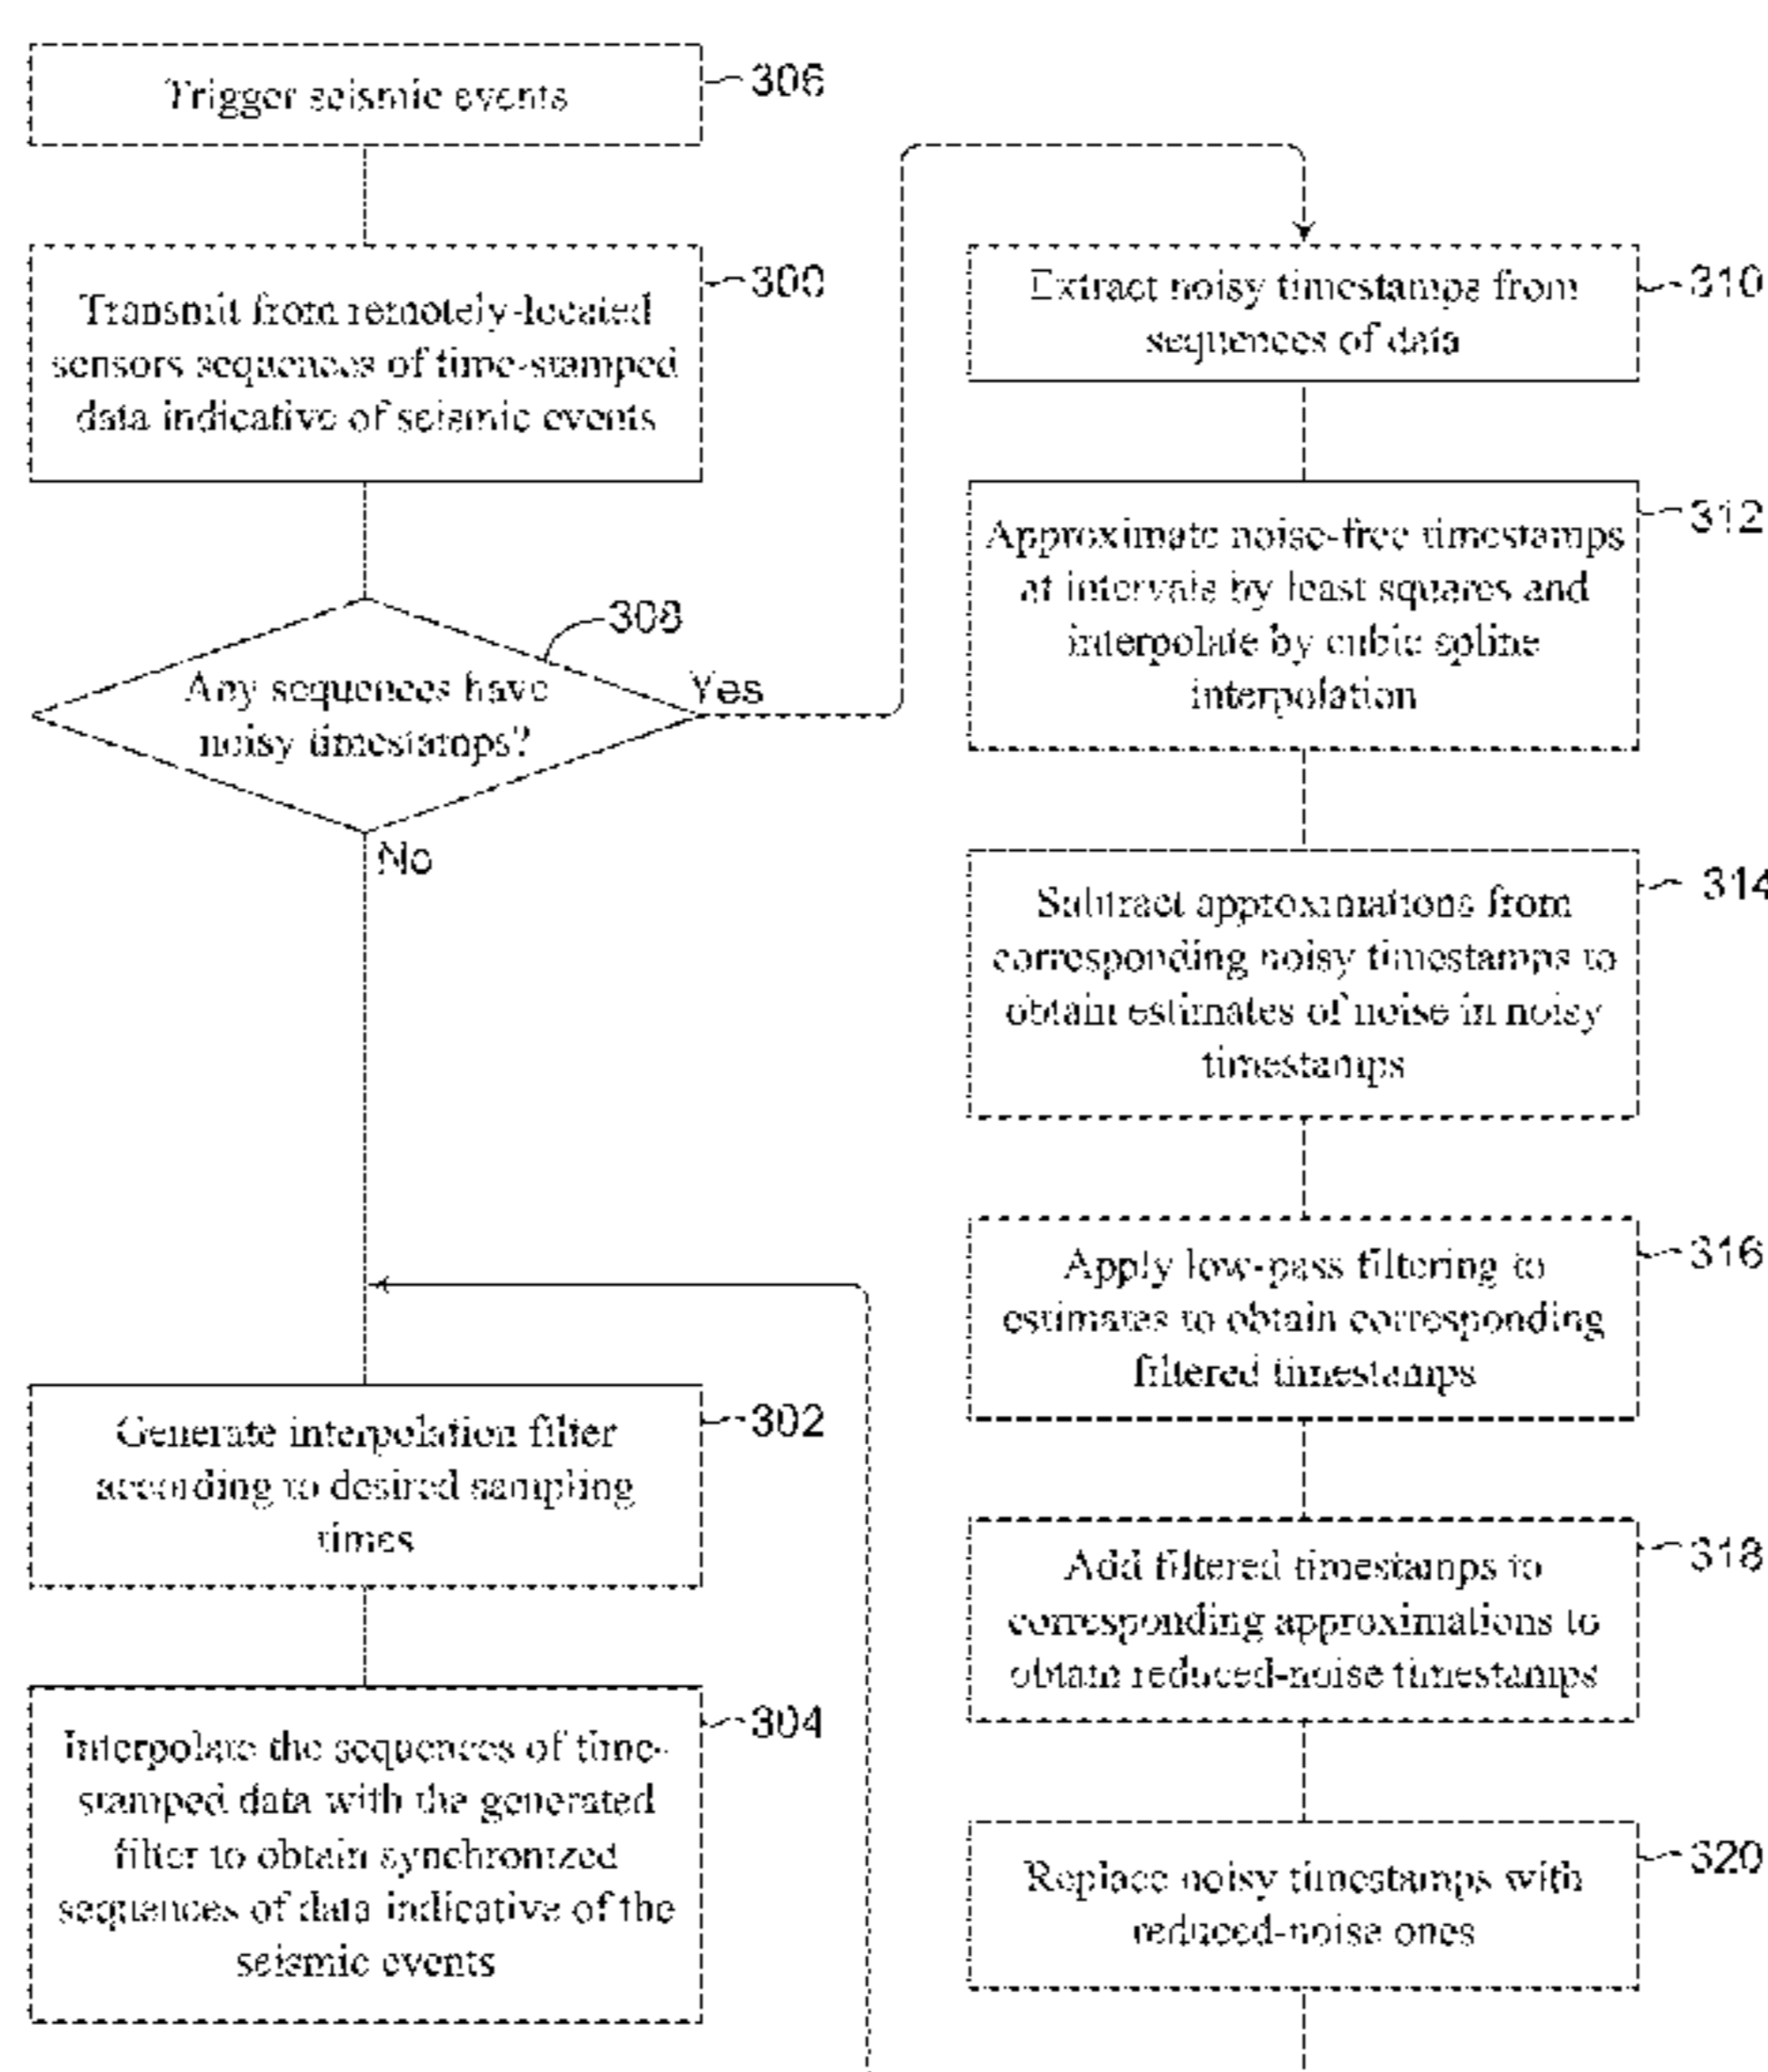 Trigger seismic events
306
Transmit from remotely-located
sensors sequences of time-stamped
data indicative of seismic events
300
Any sequences have
noisy timestamps?
308
Yes
No
Generate interpolation filter
according to desired sampling
times
302
Interpolate the sequences of time-
stamped data with the generated
filter to obtain synchronized
sequences of data indicative of the
seismic events
304
Extract noisy timestamps from
sequences of data
310
Approximate noise-free timestamps
at intervals by least squares and
interpolate by cubic spline
interpolation
312
Subtract approximations from
corresponding noisy timestamps to
obtain estimates of noise in noisy
timestamps
314
Apply low-pass filtering to
estimates to obtain corresponding
filtered timestamps
316
Add filtered timestamps to
corresponding approximations to
obtain reduced-noise timestamps
318
Replace noisy timestamps with
reduced-noise ones
320